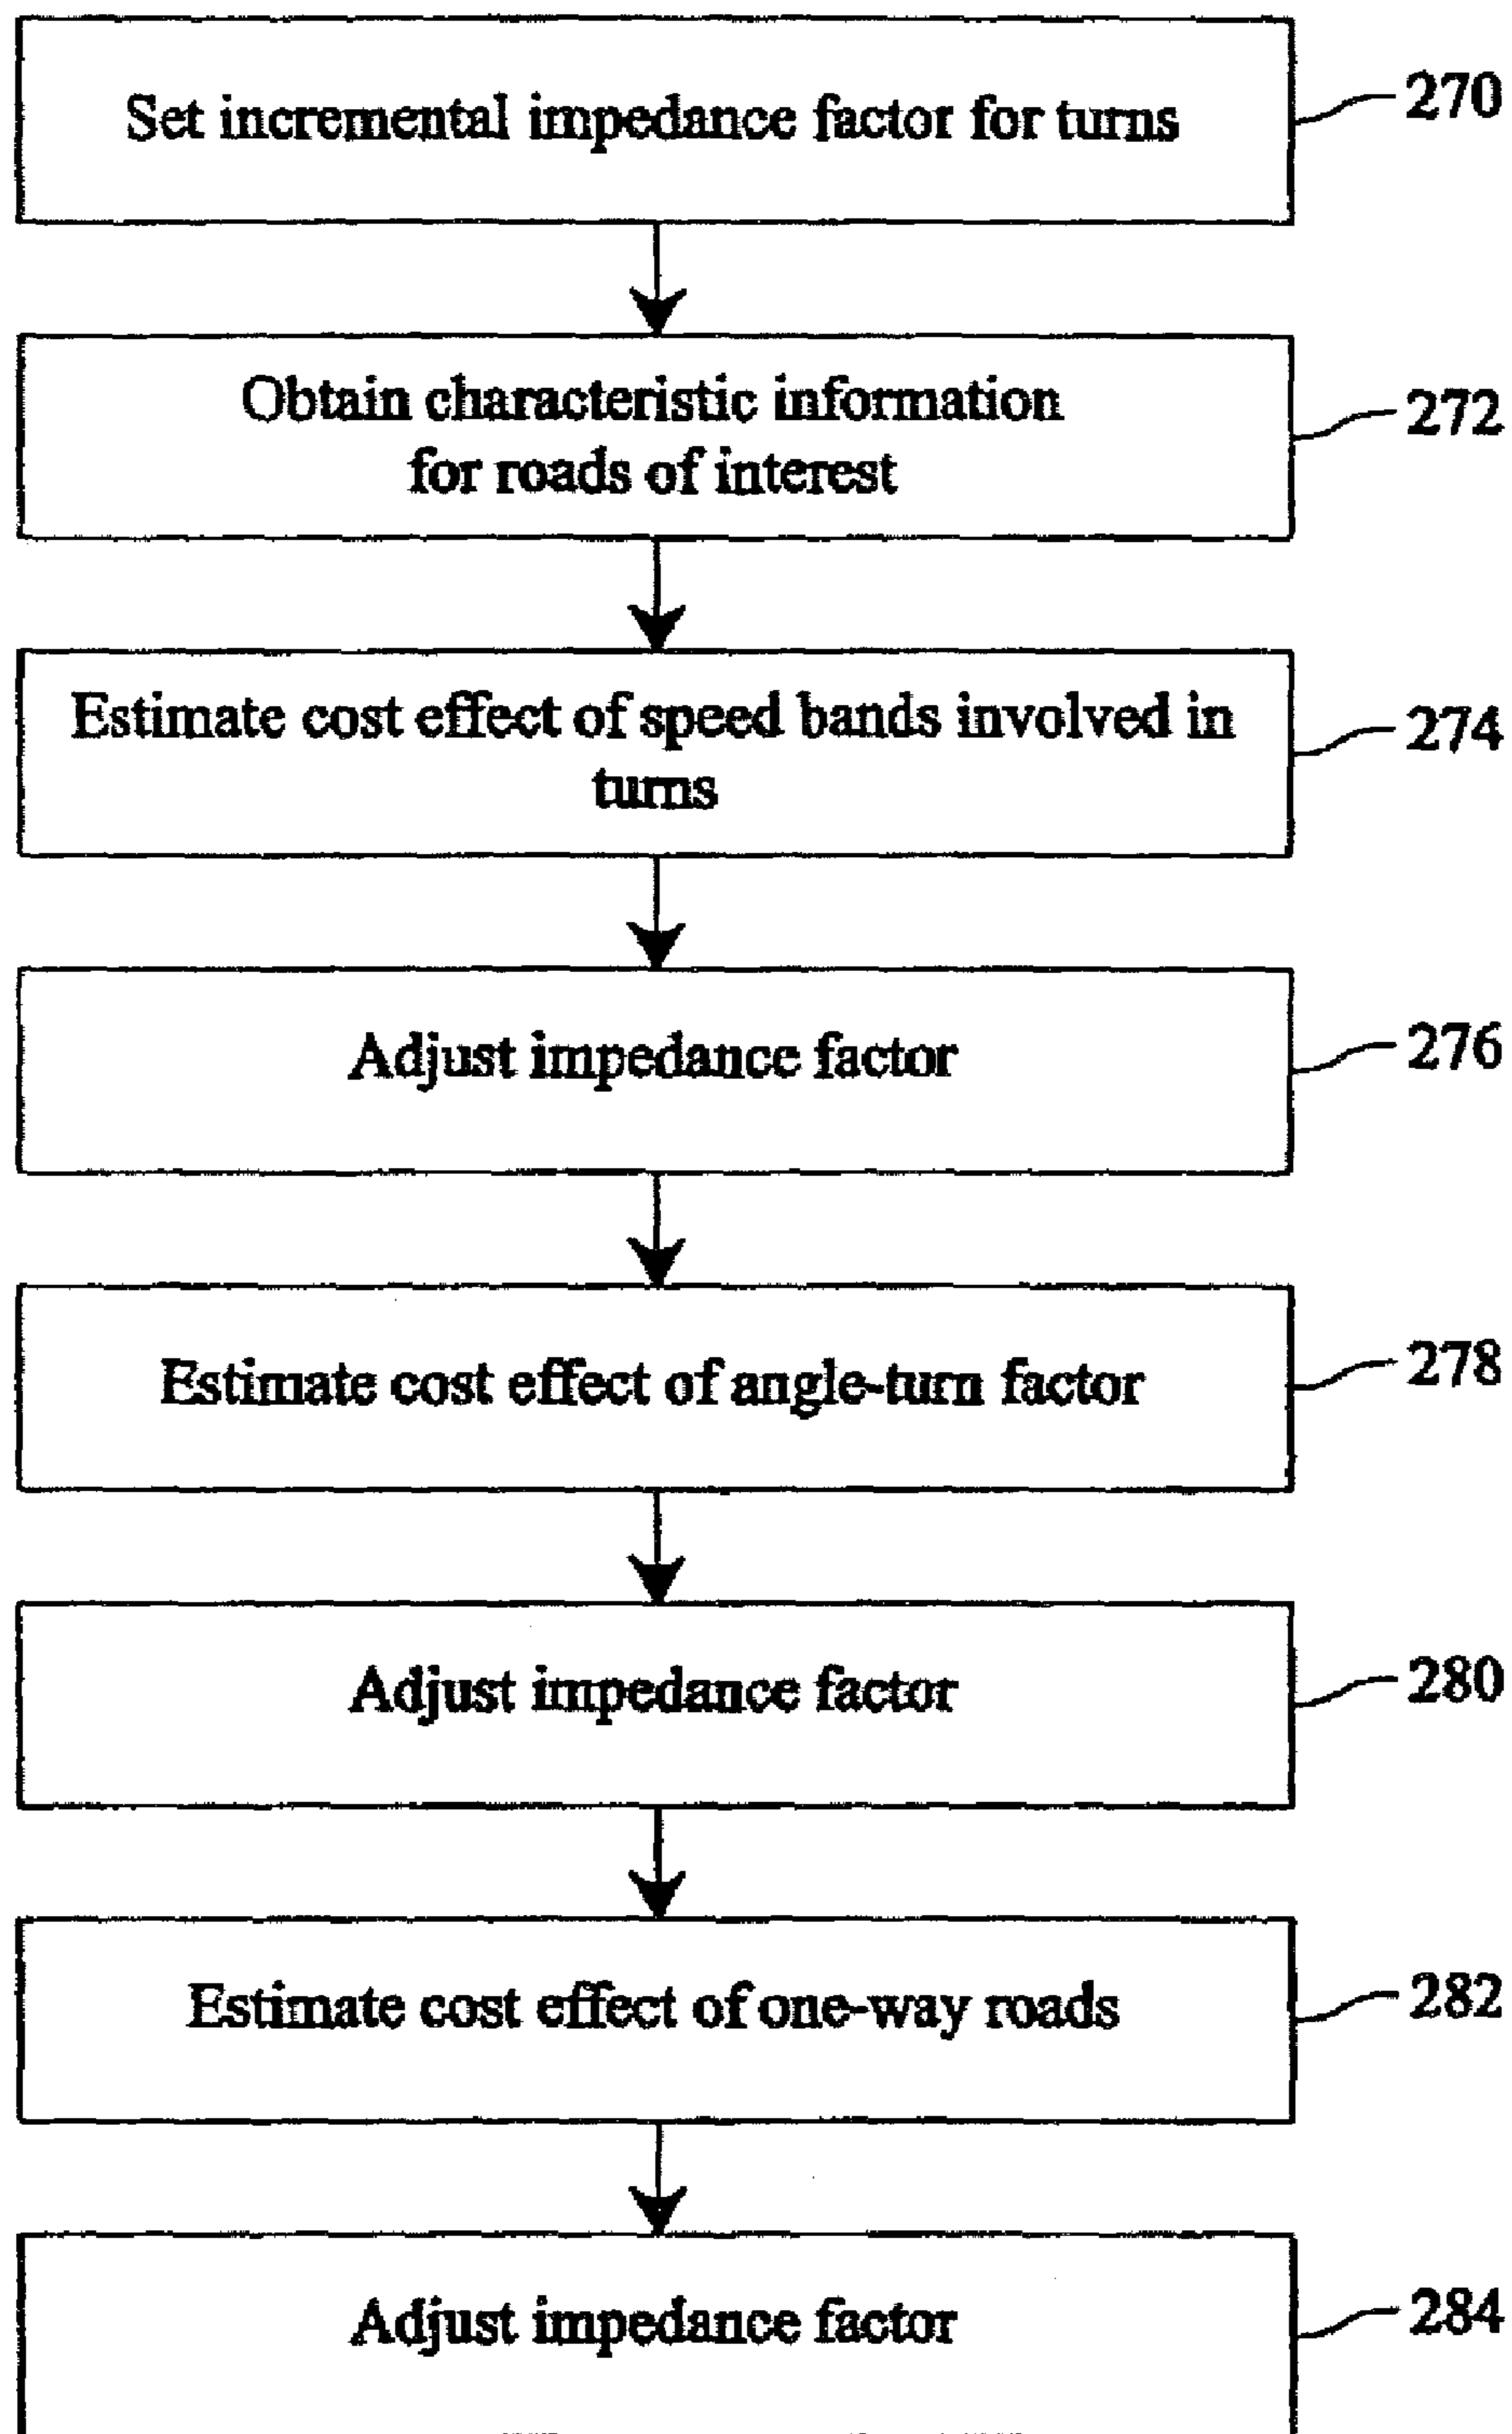 Set incremental impedance factor for turns
270
Obtain characteristic information
for roads of interest
272
Estimate cost effect of speed bands involved in
turns
274
Adjust impedance factor
276
Estimate cost effect of angle-turn factor
278
Adjust impedance factor
280
Estimate cost effect of one-way roads
282
Adjust impedance factor
284